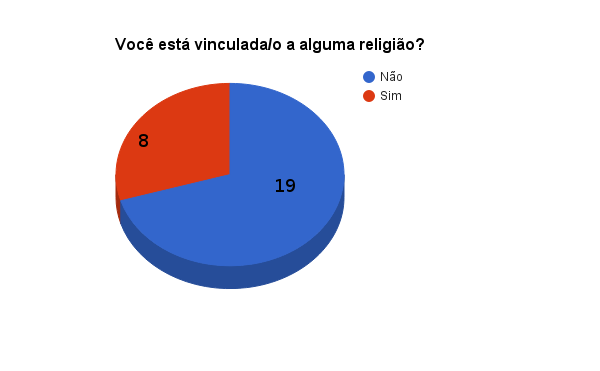 Você está vinculada/o a alguma religião?
Não
Sim
8
19